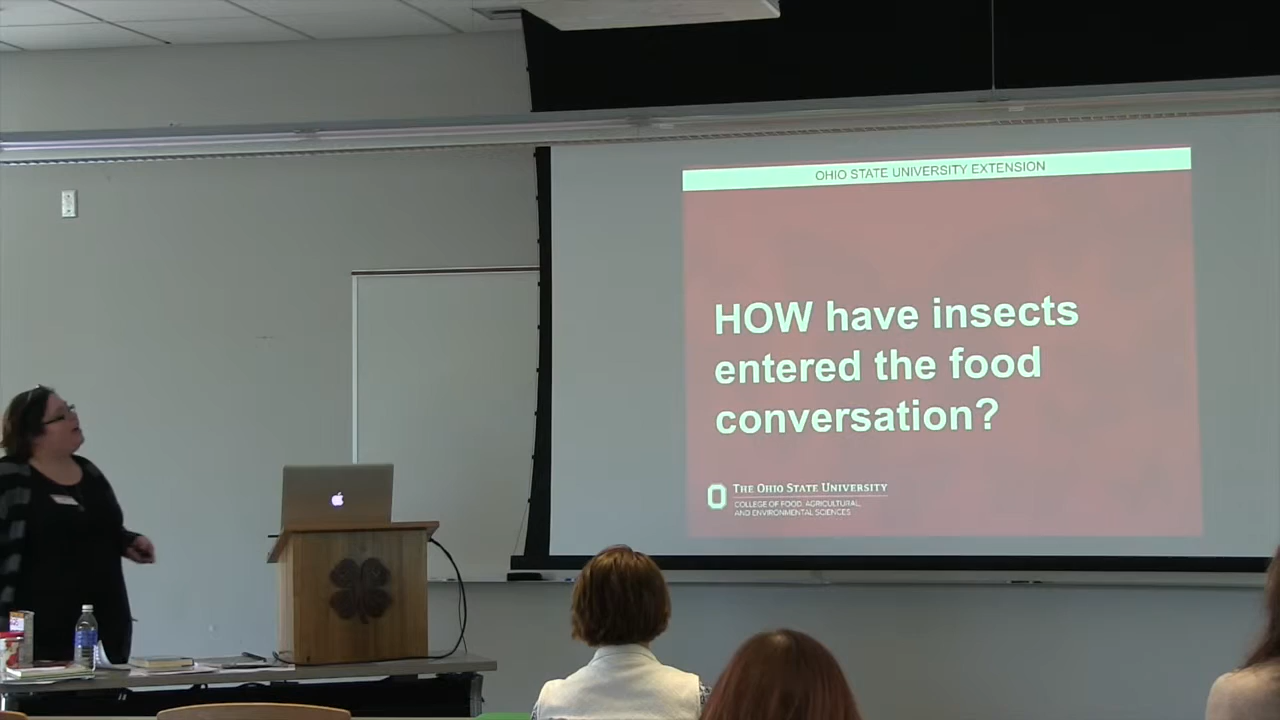 OHIO STATE UNIVERSITY EXTENSION
HOW have insects
entered the food
conversation?
THE OHIO STATE UNIVERSITY
COLLEGE OF FOOD, AGRICULTURAL,
AND ENVIRONMENTAL SCIENCES